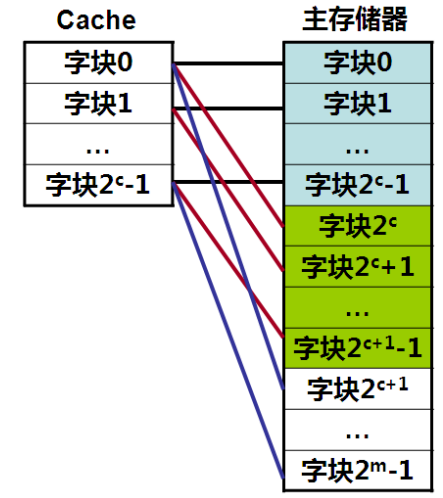 Cache
字块0
字块1
...
字块2ᶜ-1
主存储器
字块0
字块1
...
字块2ᶜ-1
字块2ᶜ
字块2ᶜ+1
...
字块2ᶜ⁺¹-1
字块2ᶜ⁺¹
...
字块2ᵐ-1